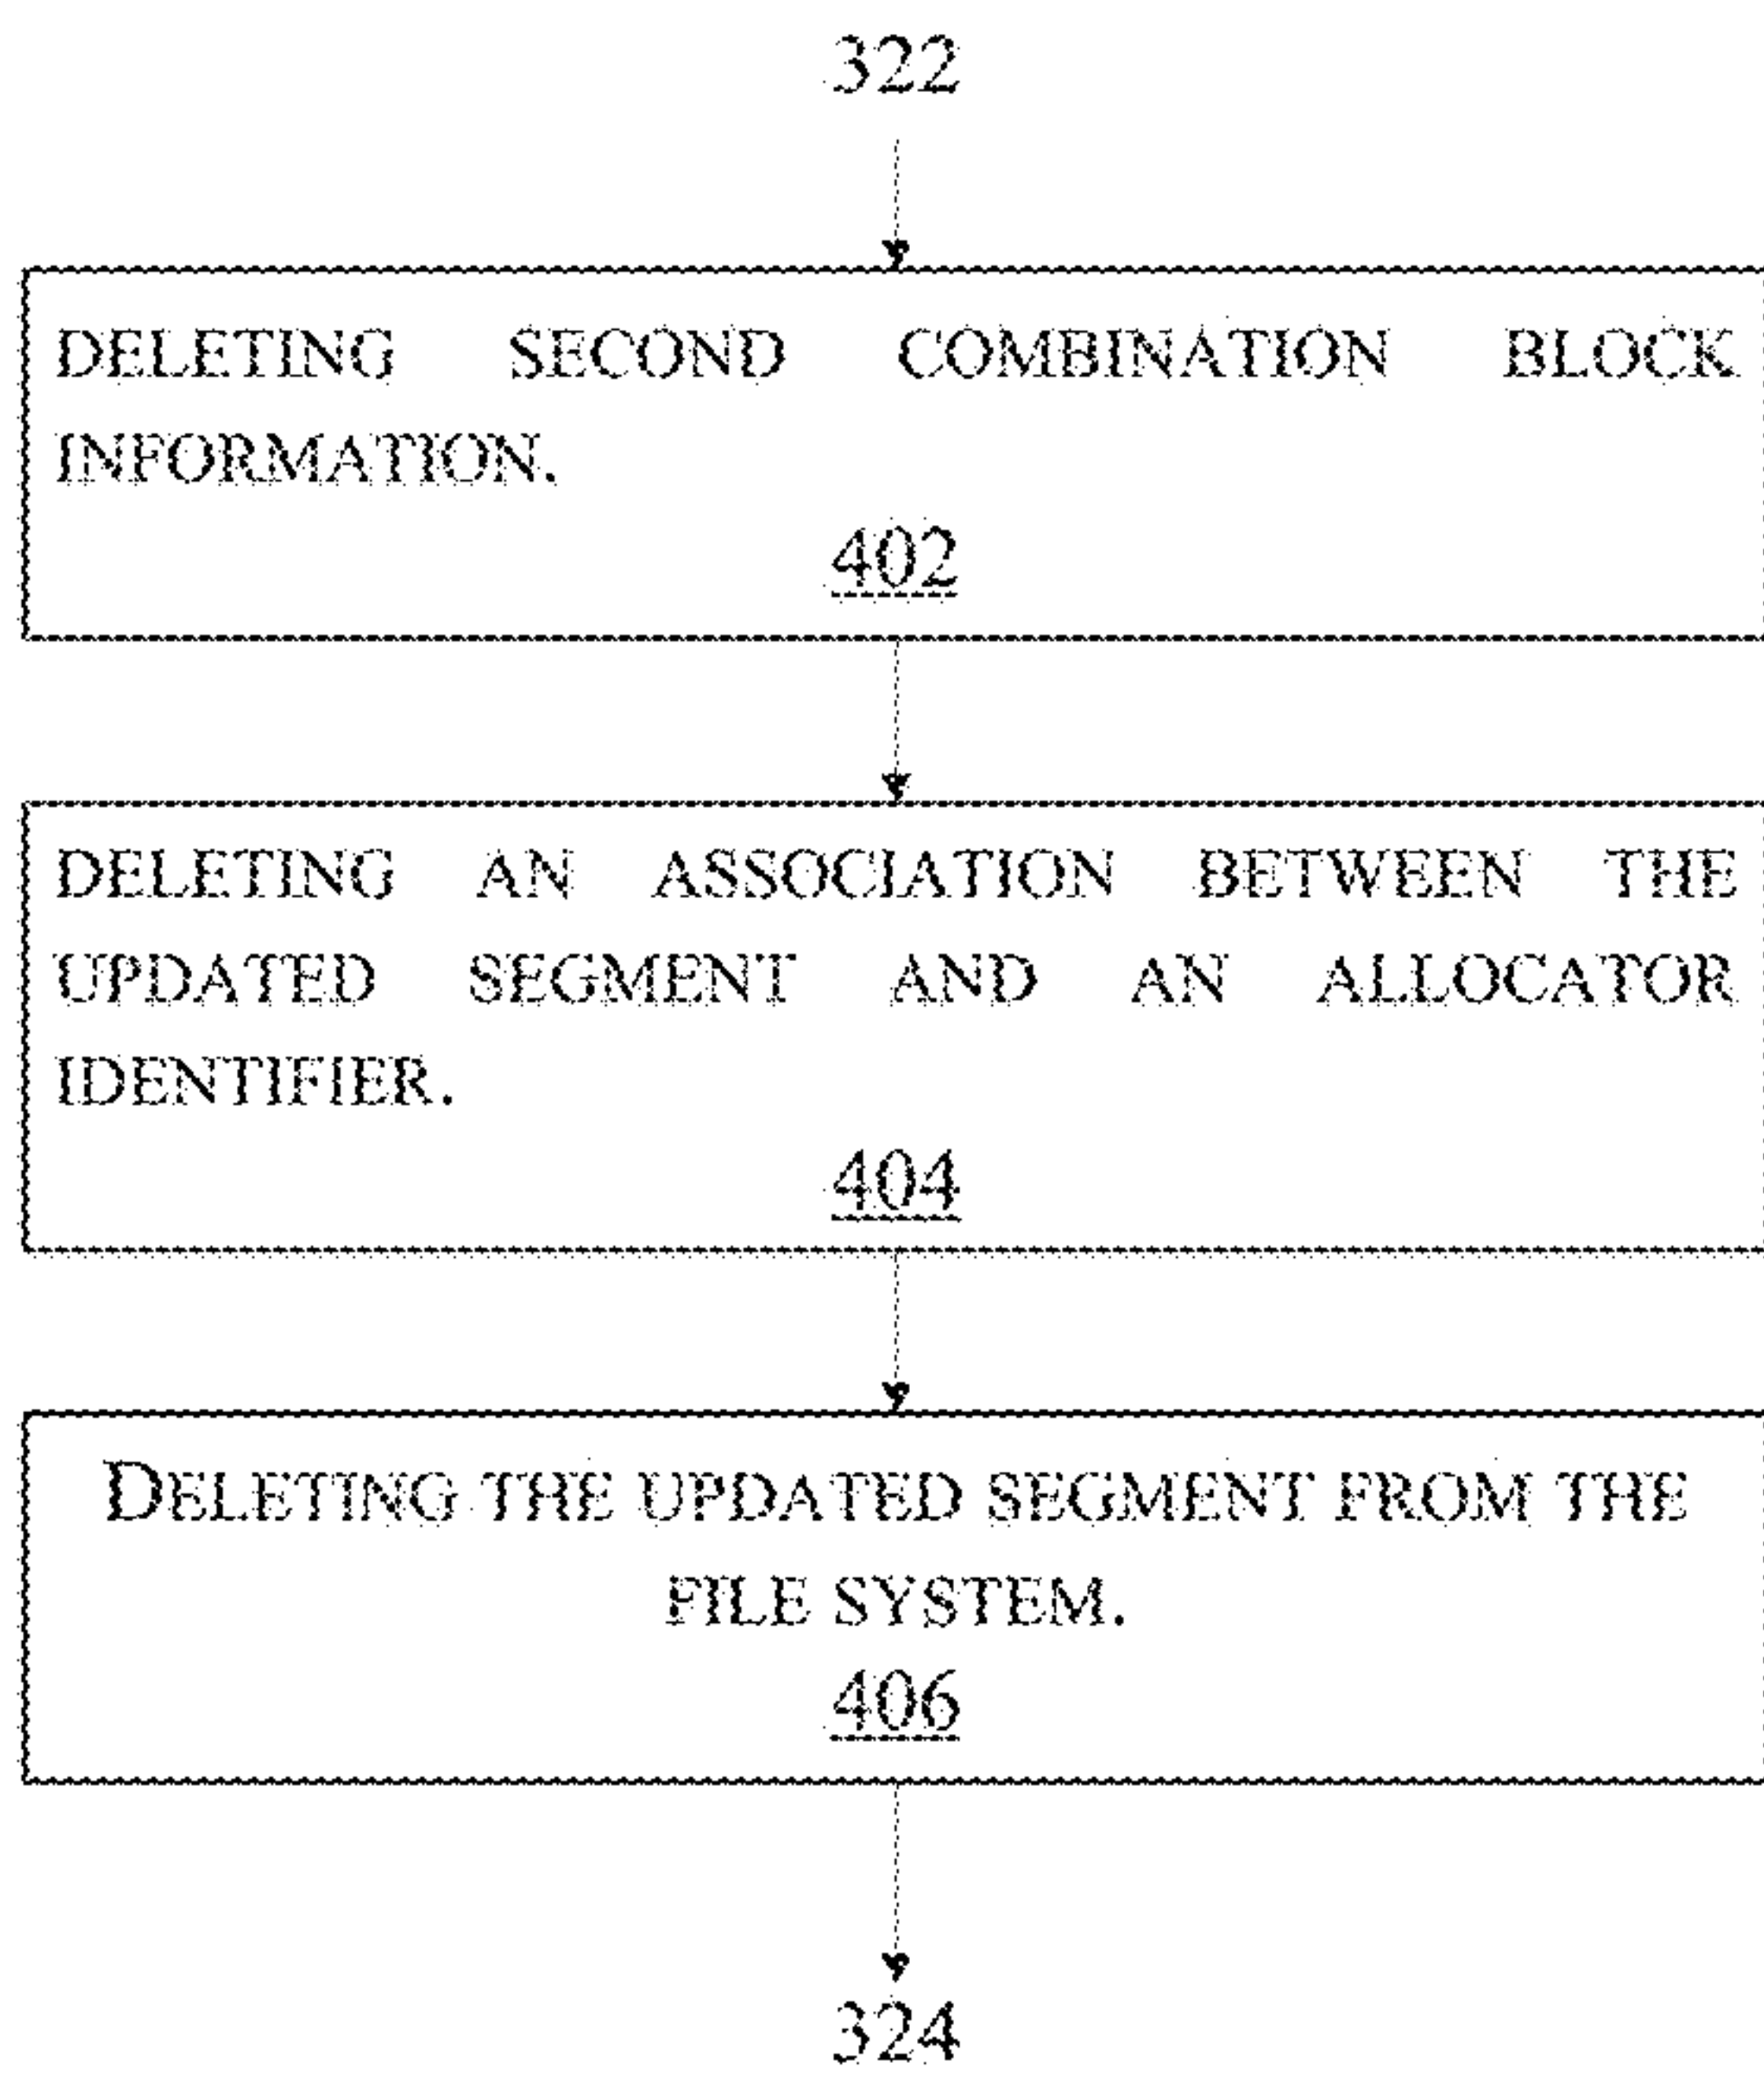 322
DELETING SECOND COMBINATION BLOCK
INFORMATION.
402
DELETING AN ASSOCIATION BETWEEN THE
UPDATED SEGMENT AND AN ALLOCATOR
IDENTIFIER.
404
DELETING THE UPDATED SEGMENT FROM THE
FILE SYSTEM.
406
324